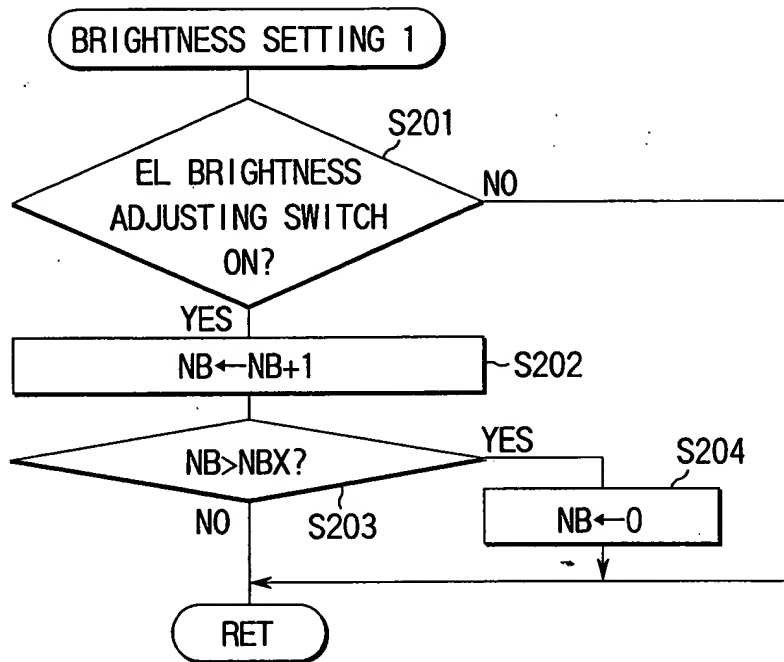 BRIGHTNESS SETTING 1
S201
EL BRIGHTNESS
ADJUSTING SWITCH
ON?
NO
YES
NB←NB+1
S202
NB>NBX?
YES
S204
NO
S203
NB←0
RET